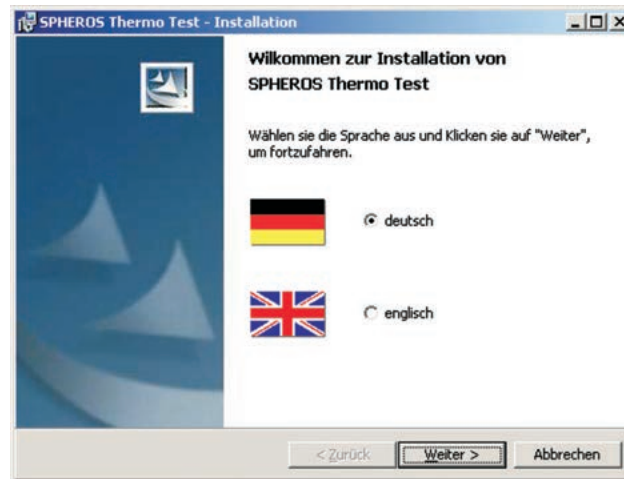 SPHEROS Thermo Test - Installation
Wilkommen zur Installation von
SPHEROS Thermo Test
Wählen sie die Sprache aus und Klicken sie auf "Weiter",
um fortzufahren.
deutsch
englisch
< Zurück Weiter > Abbrechen